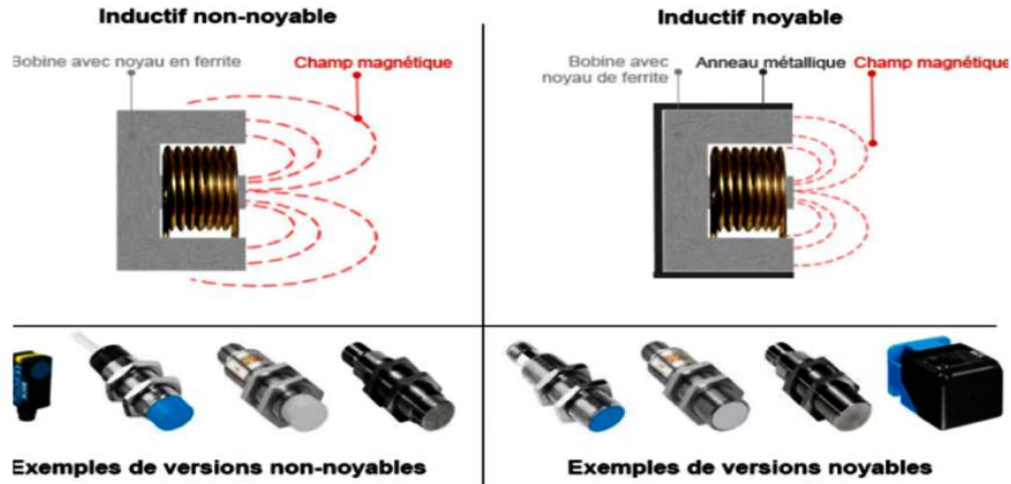 Inductif non-noyable
Bobine avec noyau en ferrite
Champ magnétique
Inductif noyable
Bobine avec
noyau de ferrite
Anneau métallique
Champ magnétique
Exemples de versions non-noyables
Exemples de versions noyables